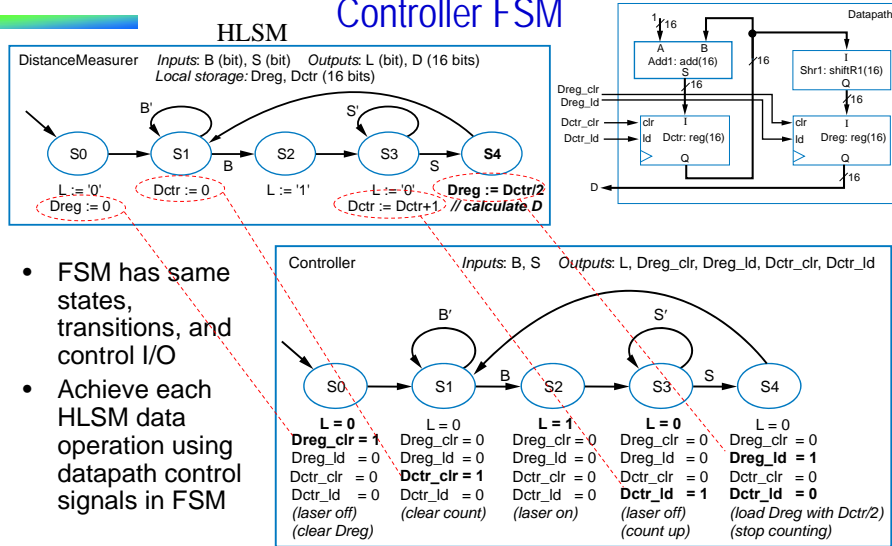 Controller FSM
HLSM
DistanceMeasurer Inputs: B (bit), S (bit) Outputs: L (bit), D (16 bits)
Local storage: Dreg, Dctr (16 bits)
B' S'
S0 S1 S2 S3 S4
B S
L := '0' Dctr := 0 L := '1' L := '0' Dreg := Dctr/2
Dreg := 0 Dctr := Dctr+1 // calculate D
Datapath
1 16
A B
Add1: add(16)
S
16
16
I
Shr1: shiftR1(16)
Q
16
Dreg_clr
Dreg_ld
Dctr_clr
Dctr_ld
clr I
ld Dctr: reg(16)
Q
clr I
ld Dreg: reg(16)
Q
16
D
• FSM has same
states,
transitions, and
control I/O
• Achieve each
HLSM data
operation using
datapath control
signals in FSM
Controller Inputs: B, S Outputs: L, Dreg_clr, Dreg_ld, Dctr_clr, Dctr_ld
B' S'
S0 S1 B S2 S3 S S4
L = 0 L = 0 L = 1 L = 0 L = 0
Dreg_clr = 1 Dreg_clr = 0 Dreg_clr = 0 Dreg_clr = 0 Dreg_clr = 0
Dreg_ld = 0 Dreg_ld = 0 Dreg_ld = 0 Dreg_ld = 0 Dreg_ld = 1
Dctr_clr = 0 Dctr_clr = 1 Dctr_clr = 0 Dctr_clr = 0 Dctr_clr = 0
Dctr_ld = 0 Dctr_ld = 0 Dctr_ld = 0 Dctr_ld = 1 Dctr_ld = 0
(laser off) (clear count) (laser on) (laser off) (load Dreg with Dctr/2)
(clear Dreg) (count up) (stop counting)